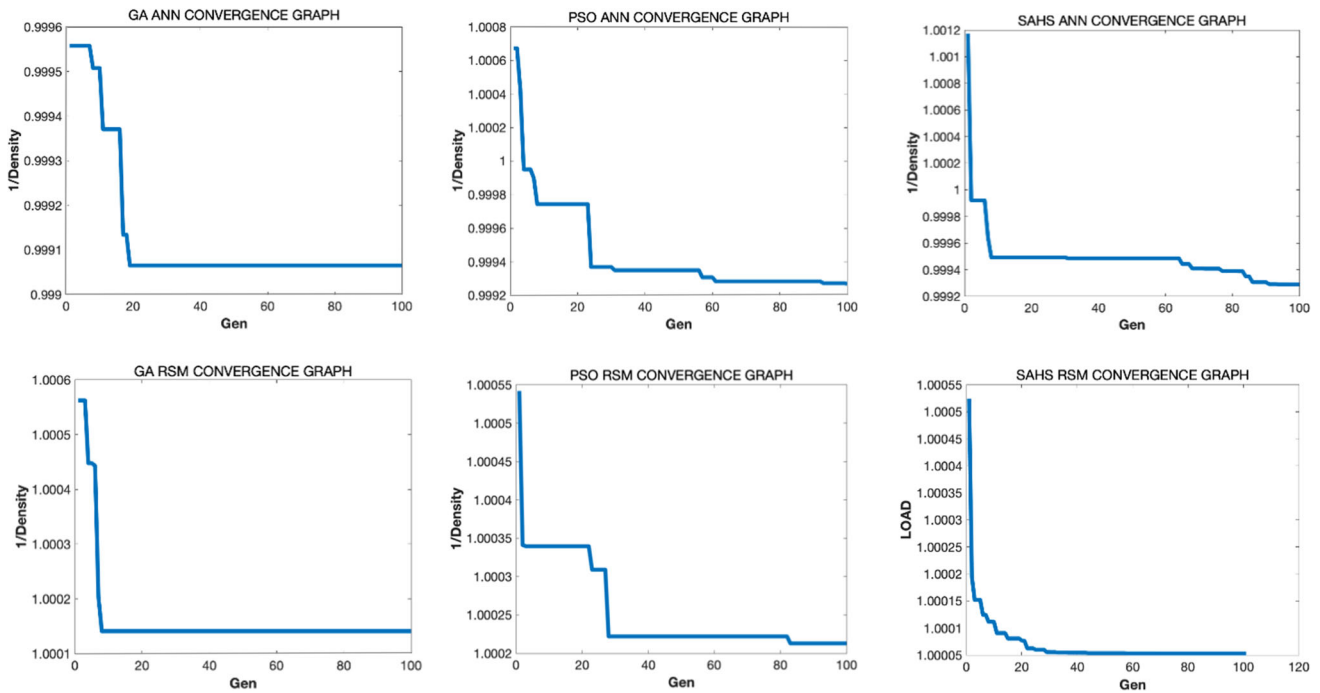 GA ANN CONVERGENCE GRAPH
0.9996
0.9995
0.9994
0.9993
0.9992
0.9991
0.999
1/Density
0 20 40 60 80 100
Gen
PSO ANN CONVERGENCE GRAPH
1.0008
1.0006
1.0004
1.0002
1
0.9998
0.9996
0.9994
0.9992
1/Density
0 20 40 60 80 100
Gen
SAHS ANN CONVERGENCE GRAPH
1.0012
1.001
1.0008
1.0006
1.0004
1.0002
1
0.9998
0.9996
0.9994
0.9992
1/Density
0 20 40 60 80 100
Gen
GA RSM CONVERGENCE GRAPH
1.0006
1.0005
1.0004
1.0003
1.0002
1.0001
1/Density
0 20 40 60 80 100
Gen
PSO RSM CONVERGENCE GRAPH
1.00055
1.0005
1.00045
1.0004
1.00035
1.0003
1.00025
1.0002
1/Density
0 20 40 60 80 100
Gen
SAHS RSM CONVERGENCE GRAPH
1.00055
1.0005
1.00045
1.0004
1.00035
1.0003
1.00025
1.0002
1.00015
1.0001
1.00005
LOAD
0 20 40 60 80 100 120
Gen